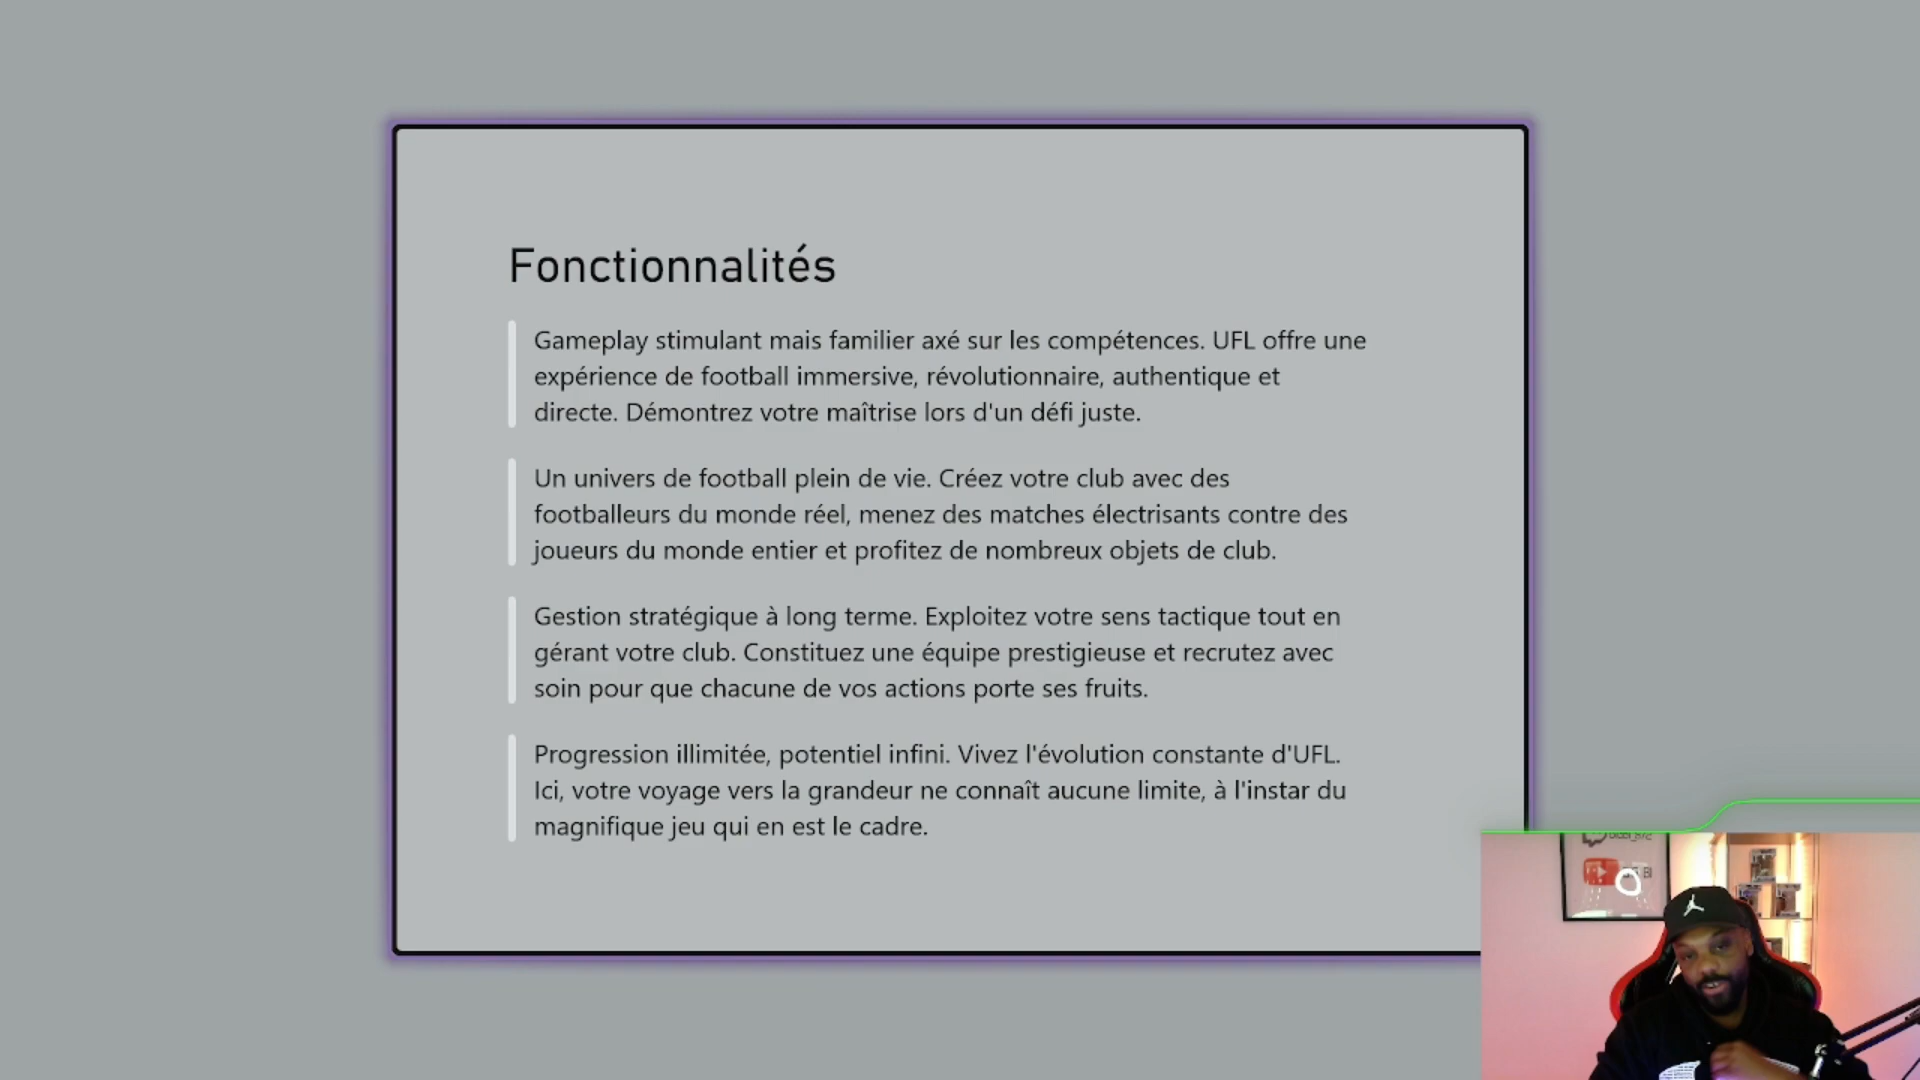 Fonctionnalités
Gameplay stimulant mais familier axé sur les compétences. UFL offre une
expérience de football immersive, révolutionnaire, authentique et
directe. Démontrez votre maîtrise lors d'un défi juste.
Un univers de football plein de vie. Créez votre club avec des
footballeurs du monde réel, menez des matches électrisants contre des
joueurs du monde entier et profitez de nombreux objets de club.
Gestion stratégique à long terme. Exploitez votre sens tactique tout en
gérant votre club. Constituez une équipe prestigieuse et recrutez avec
soin pour que chacune de vos actions porte ses fruits.
Progression illimitée, potentiel infini. Vivez l'évolution constante d'UFL.
Ici, votre voyage vers la grandeur ne connaît aucune limite, à l'instar du
magnifique jeu qui en est le cadre.